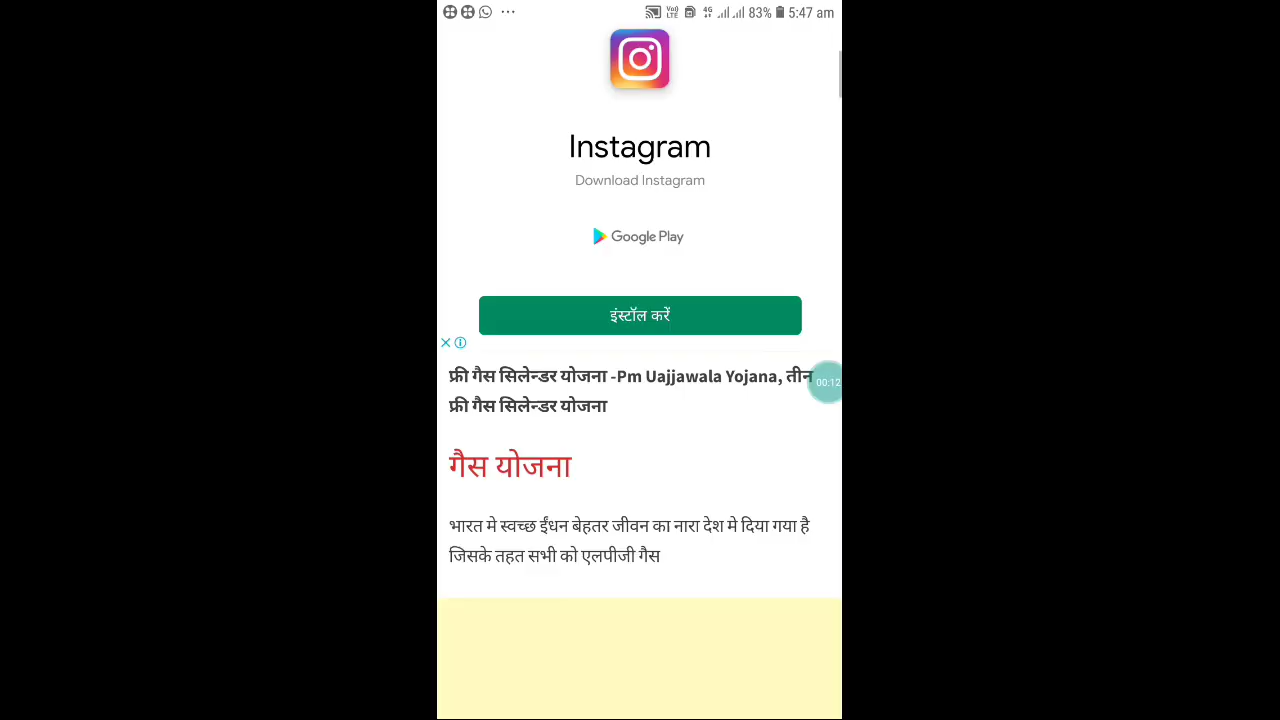 83% 5:47 am
Instagram
Download Instagram
Google Play
इंस्टॉल करें
फ्री गैस सिलेन्डर योजना -Pm Uajjawala Yojana, तीन
00:12
फ्री गैस सिलेन्डर योजना
गैस योजना
भारत मे स्वच्छ ईंधन बेहतर जीवन का नारा देश मे दिया गया है
जिसके तहत सभी को एलपीजी गैस